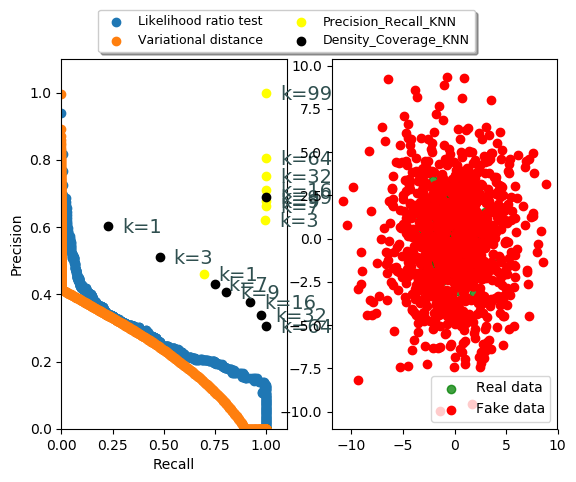 Likelihood ratio test
Variational distance
Precision_Recall_KNN
Density_Coverage_KNN
Precision
1.0
0.8
0.6
0.4
0.2
0.0
k=99
k=64
k=32
k=16
k=7
k=3
k=1
k=3
k=1
k=7
k=9
k=16
k=32
k=64
0.00
0.25
0.50
0.75
1.00
Recall
10.0
7.5
5.0
2.5
0.0
−2.5
−5.0
−7.5
−10.0
Real data
Fake data
−10
−5
0
5
10